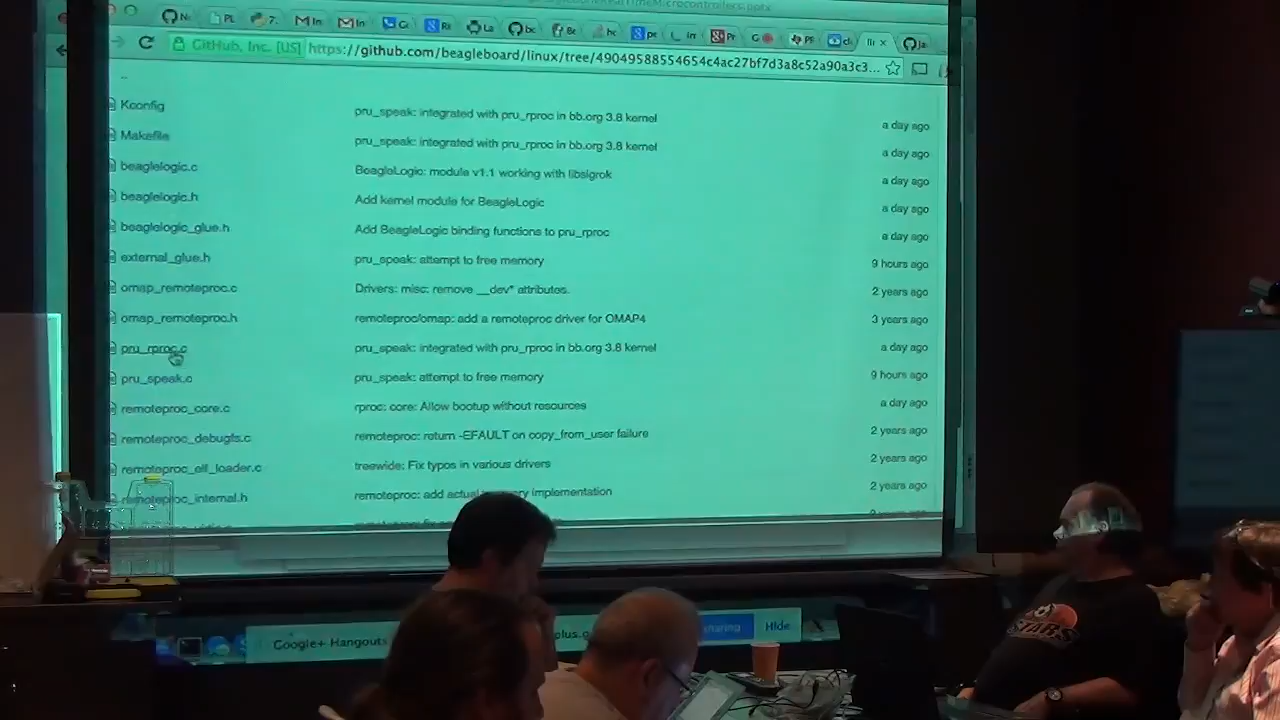 GitHub, Inc. [US] https://github.com/beagleboard/linux/tree/49049588554654c4ac27bf7d3a8c52a90a3c3...
..
Kconfig pru_speak: integrated with pru_rproc in bb.org 3.8 kernel a day ago
Makefile pru_speak: integrated with pru_rproc in bb.org 3.8 kernel a day ago
beaglelogic.c BeagleLogic: module v1.1 working with libsigrok a day ago
beaglelogic.h Add kernel module for BeagleLogic a day ago
beaglelogic_glue.h Add BeagleLogic binding functions to pru_rproc a day ago
external_glue.h pru_speak: attempt to free memory 9 hours ago
omap_remoteproc.c Drivers: misc: remove __dev* attributes. 2 years ago
omap_remoteproc.h remoteproc/omap: add a remoteproc driver for OMAP4 3 years ago
pru_rproc.c pru_speak: integrated with pru_rproc in bb.org 3.8 kernel a day ago
pru_speak.c pru_speak: attempt to free memory 9 hours ago
remoteproc_core.c rproc: core: Allow bootup without resources a day ago
remoteproc_debugfs.c remoteproc: return -EFAULT on copy_from_user failure 2 years ago
remoteproc_elf_loader.c treewide: Fix typos in various drivers 2 years ago
remoteproc_internal.h remoteproc: add actual implementation 2 years ago
Google+ Hangouts plus.g sharing Hide
STARS